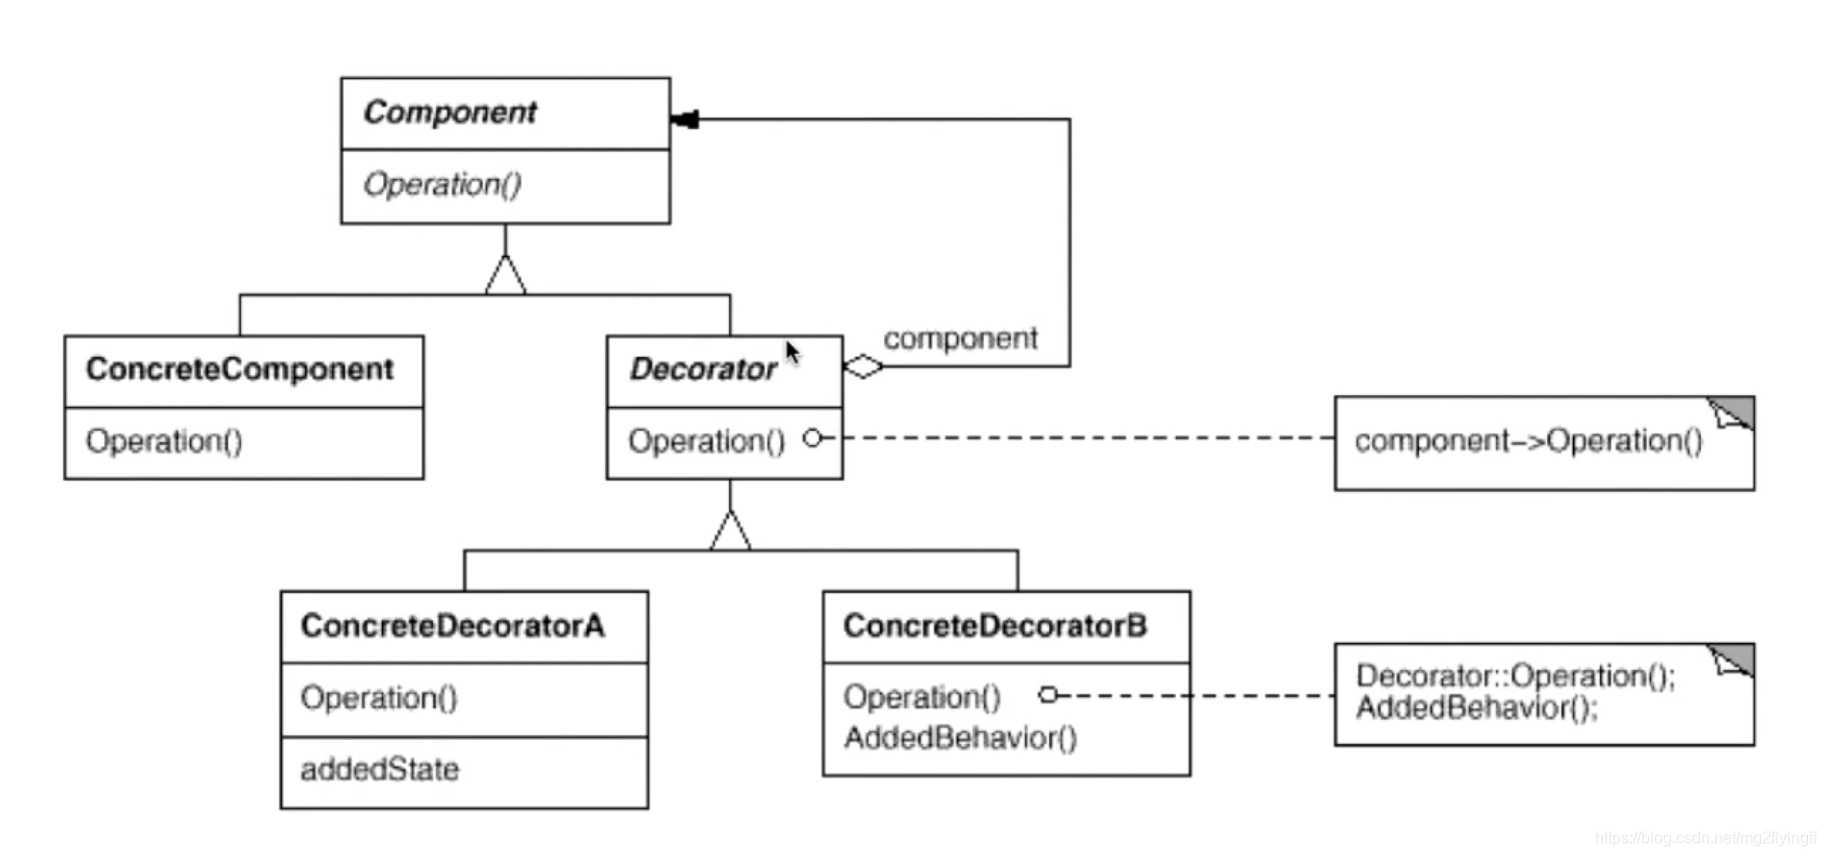 Component
Operation()
ConcreteComponent
Operation()
Decorator
Operation()
component
component–>Operation()
ConcreteDecoratorA
Operation()
addedState
ConcreteDecoratorB
Operation()
AddedBehavior()
Decorator::Operation();
AddedBehavior();
https://blog.csdn.net/mg2flyingff